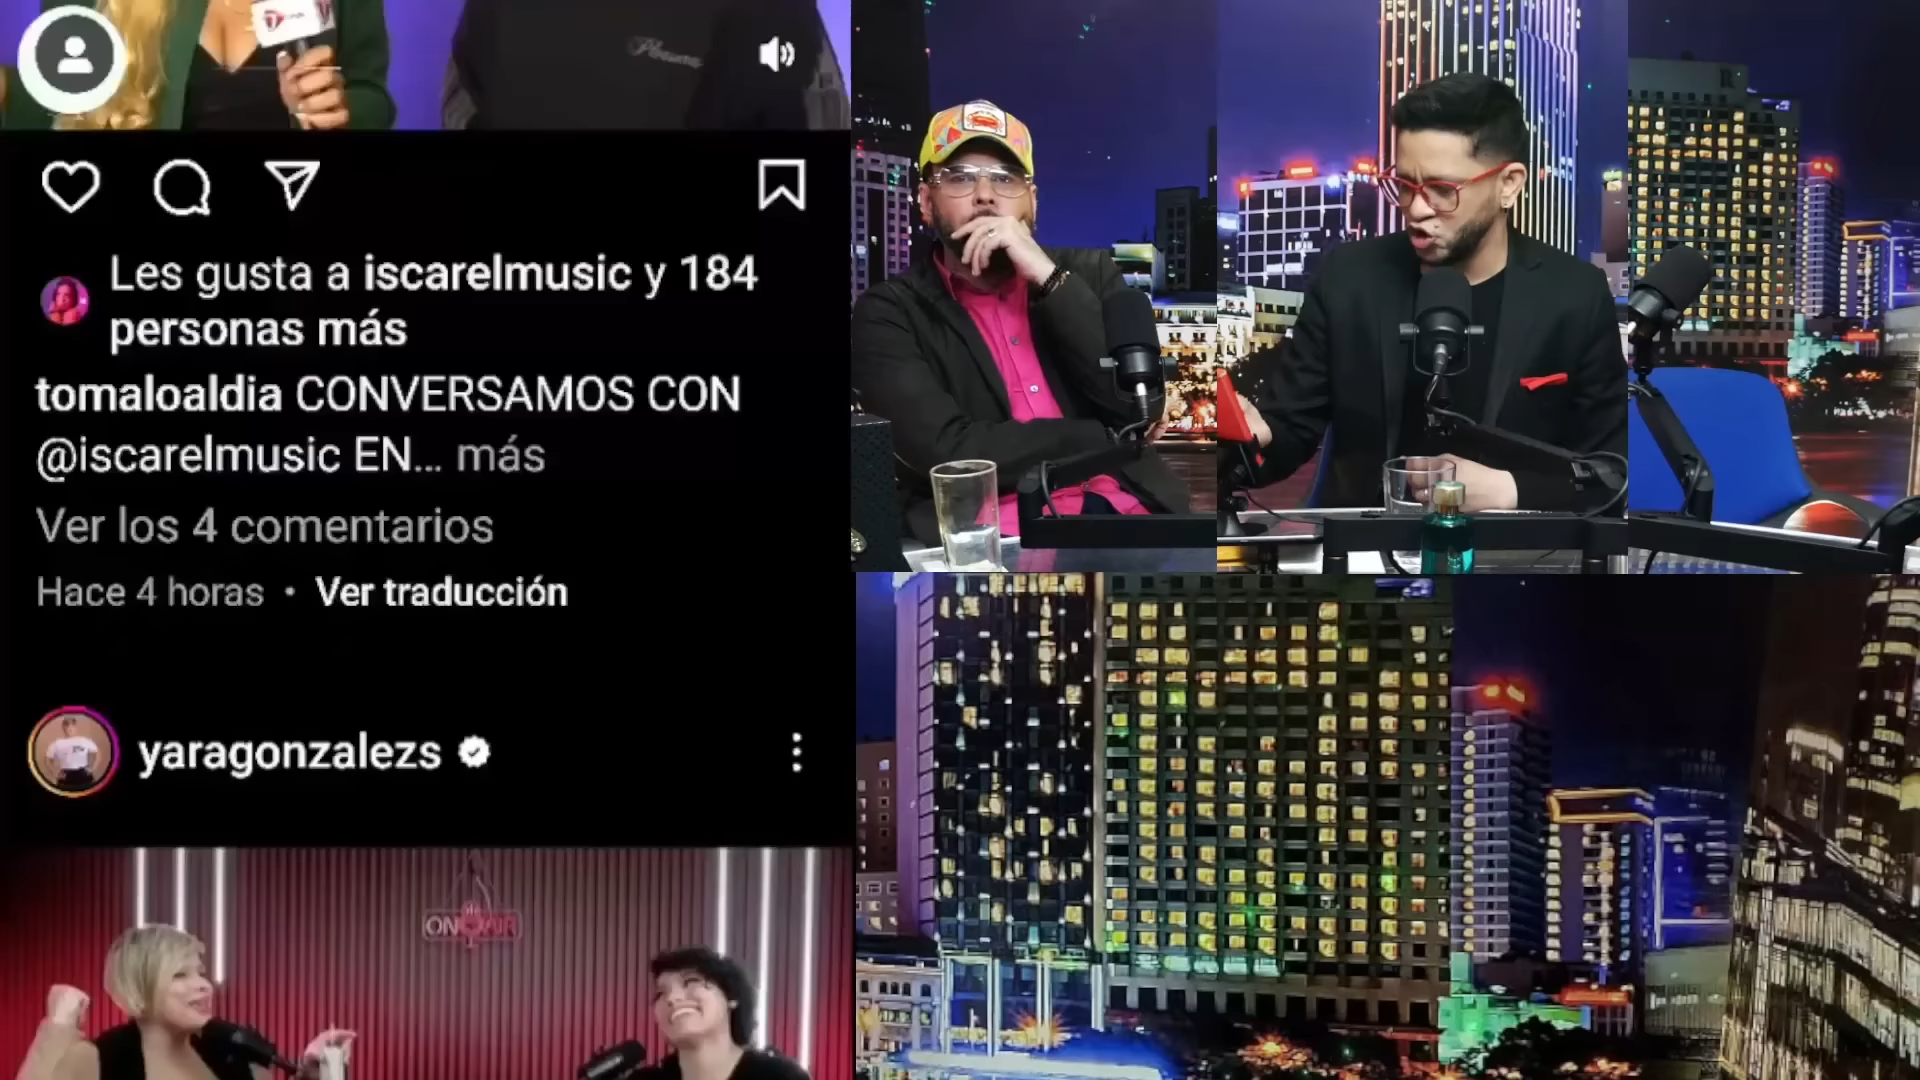 Pleasures
Les gusta a iscarelmusic y 184
personas más
tomaloaldia CONVERSAMOS CON
@iscarelmusic EN... más
Ver los 4 comentarios
Hace 4 horas • Ver traducción
yaragonzalezs
ON AIR